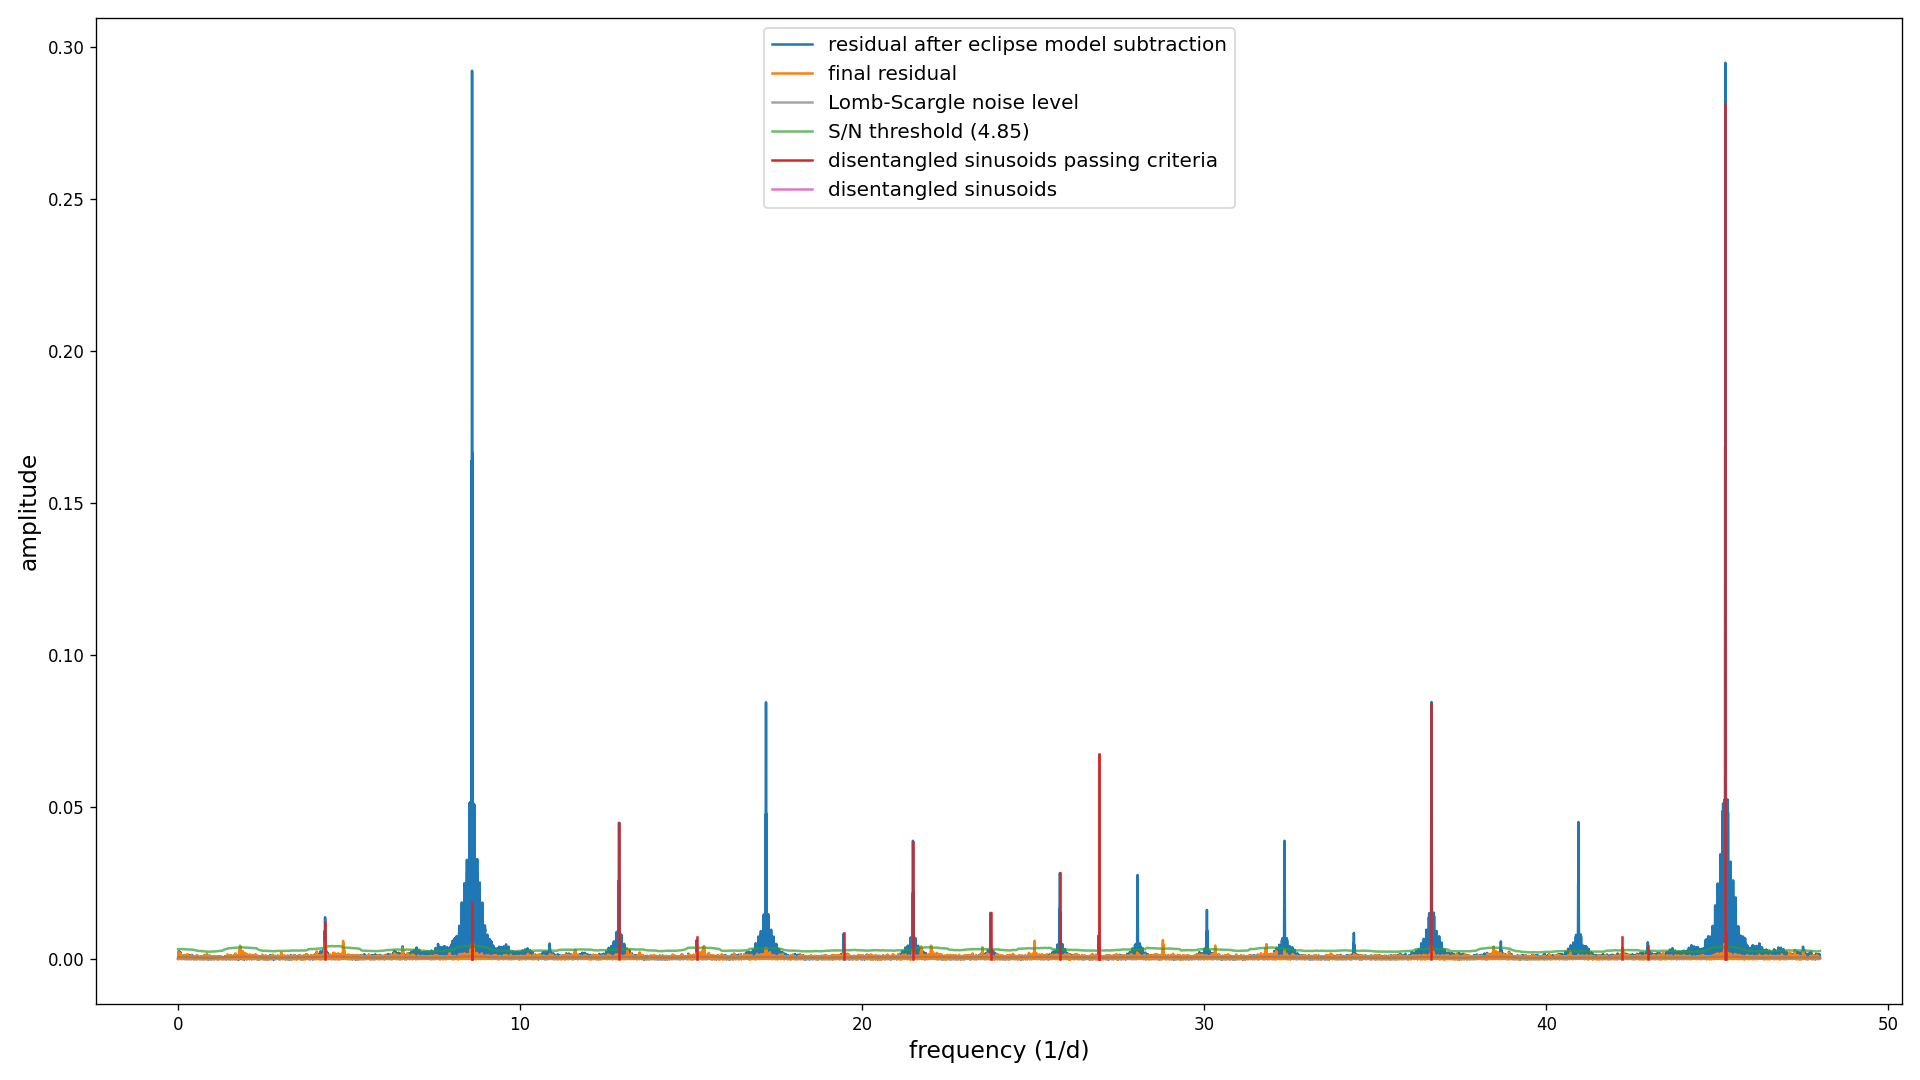 residual after eclipse model subtraction
final residual
Lomb-Scargle noise level
S/N threshold (4.85)
disentangled sinusoids passing criteria
disentangled sinusoids
0.30
0.25
0.20
0.15
0.10
0.05
0.00
amplitude
0 10 20 30 40 50
frequency (1/d)